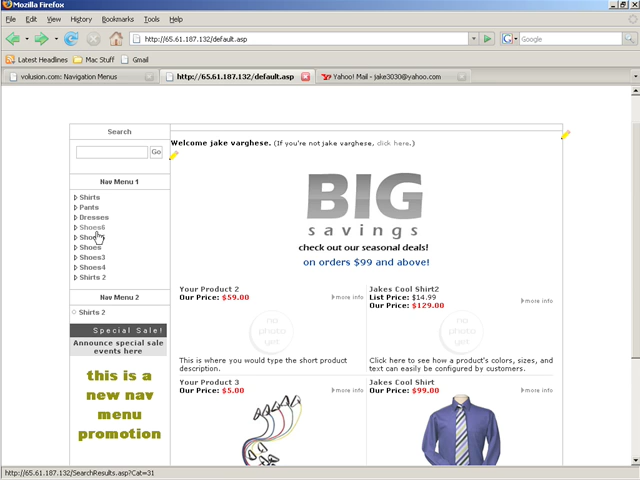 Mozilla Firefox
File Edit View History Bookmarks Tools Help
http://65.61.187.132/default.asp
Google
Latest Headlines Mac Stuff Gmail
volusion.com: Navigation Menus http://65.61.187.132/default.asp Yahoo! Mail - jake3030@yahoo.com
Search
Go
Nav Menu 1
Shirts
Pants
Dresses
Shoes6
Shoes
Shoes3
Shoes4
Shirts 2
Nav Menu 2
Shirts 2
Special Sale!
Announce special sale
events here
this is a
new nav
menu
promotion
Welcome jake varghese. (If you're not jake varghese, click here.)
BIG
savings
check out our seasonal deals!
on orders $99 and above!
Your Product 2
Our Price: $59.00
more info
no
photo
yet
This is where you would type the short product
description.
Jakes Cool Shirt2
List Price: $14.99
Our Price: $129.00
more info
no
photo
yet
Click here to see how a product's colors, sizes, and
text can easily be configured by customers.
Your Product 3
Our Price: $5.00
more info
Jakes Cool Shirt
Our Price: $99.00
more info
http://65.61.187.132/SearchResults.asp?Cat=31